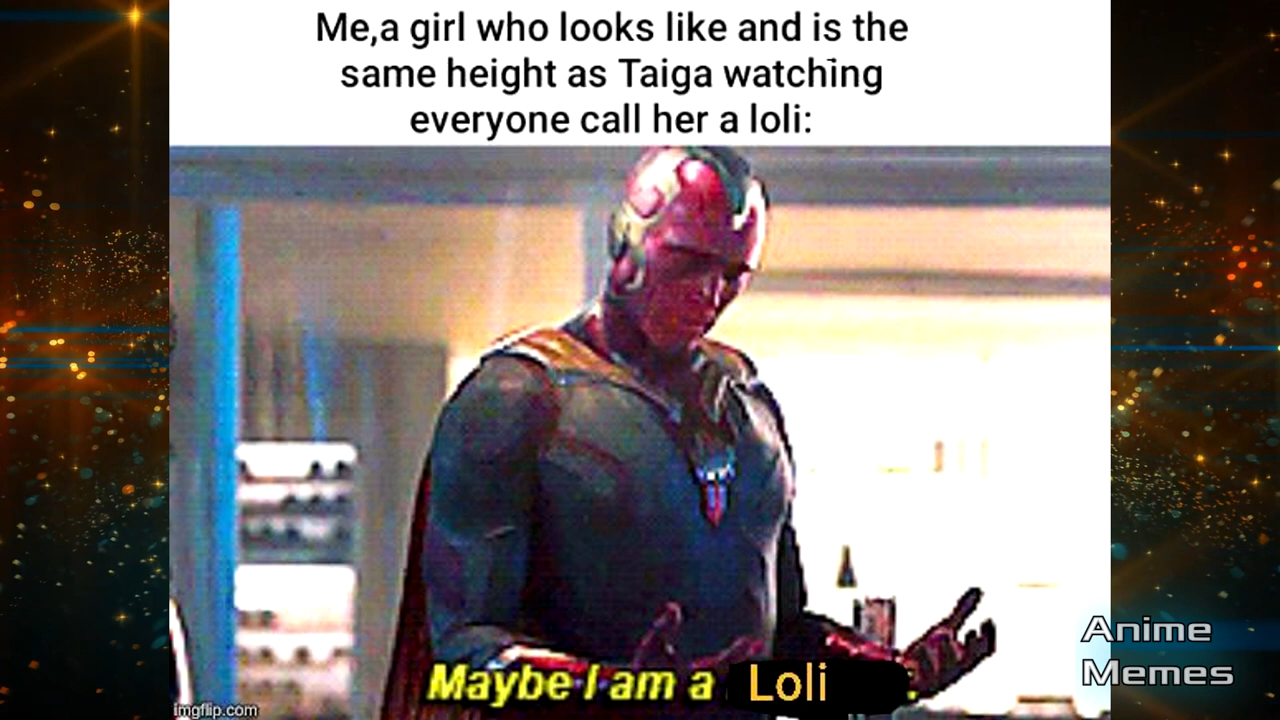 Me,a girl who looks like and is the
same height as Taiga watching
everyone call her a loli:
Maybe I am a Loli .
Anime
Memes
imgflip.com